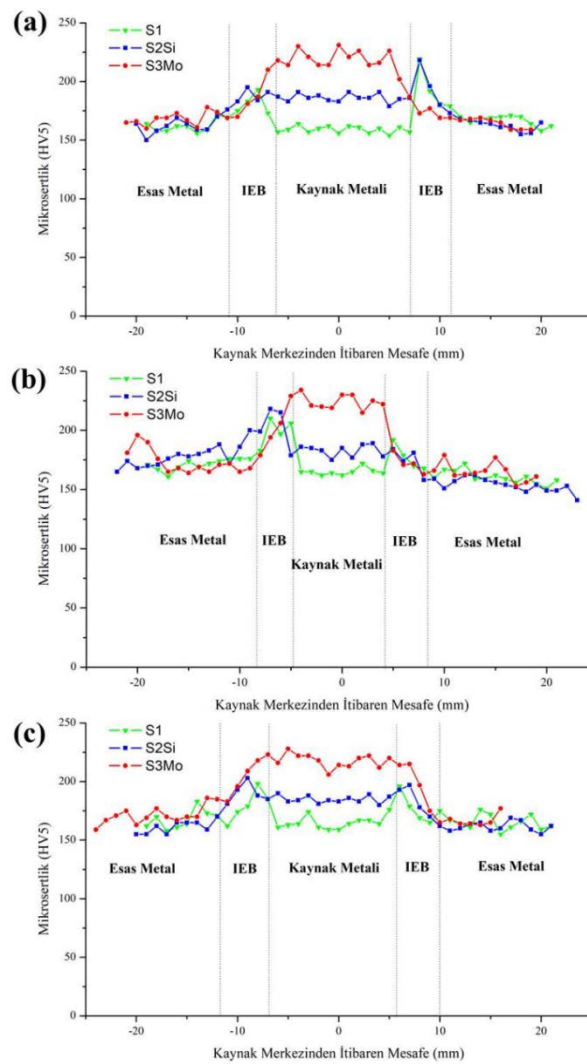 (a)
S1
S2Si
S3Mo
250
200
150
100
50
0
Mikrosertlik (HV5)
Esas Metal IEB Kaynak Metali IEB Esas Metal
-20 -10 0 10 20
Kaynak Merkezinden İtibaren Mesafe (mm)
(b)
S1
S2Si
S3Mo
250
200
150
100
50
0
Mikrosertlik (HV5)
Esas Metal IEB IEB Esas Metal
Kaynak Metali
-20 -10 0 10 20
Kaynak Merkezinden İtibaren Mesafe (mm)
(c)
S1
S2Si
S3Mo
250
200
150
100
50
0
Mikrosertlik (HV5)
Esas Metal IEB Kaynak Metali IEB Esas Metal
-20 -10 0 10 20
Kaynak Merkezinden İtibaren Mesafe (mm)